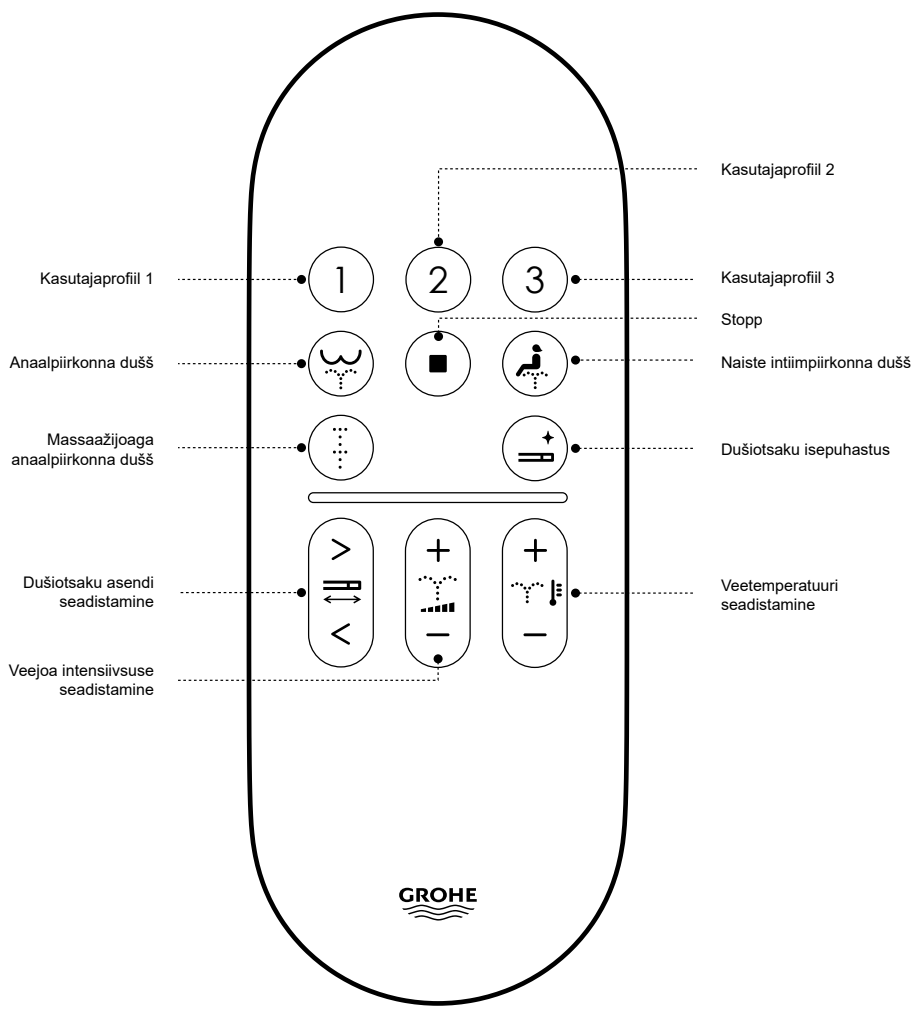 Kasutajaprofiil 2
Kasutajaprofiil 1
1
2
3
Kasutajaprofiil 3
Stopp
Anaalpiirkonna dušš
Naiste intiimpiirkonna dušš
Massaažijoaga
anaalpiirkonna dušš
Dušiotsaku isepuhastus
>
+
+
Dušiotsaku asendi
seadistamine
Veetemperatuuri
seadistamine
<
−
−
Veejoa intensiivsuse
seadistamine
GROHE